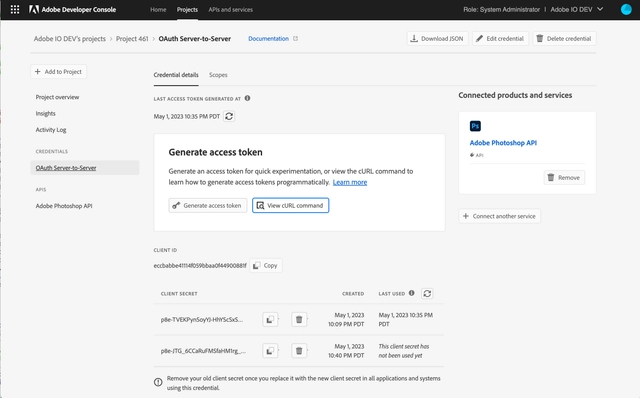 Adobe Developer Console
Home
Projects
APIs and services
Role: System Administrator
Adobe IO DEV
Adobe IO DEV's projects
Project 461
OAuth Server-to-Server
Documentation
Download JSON
Edit credential
Delete credential
Add to Project
Project overview
Insights
Activity Log
CREDENTIALS
OAuth Server-to-Server
APIS
Adobe Photoshop API
Credential details
Scopes
LAST ACCESS TOKEN GENERATED AT
May 1, 2023 10:35 PM PDT
Generate access token
Generate an access token for quick experimentation, or view the cURL command to
learn how to generate access tokens programmatically. Learn more
Generate access token
View cURL command
CLIENT ID
Copy
CLIENT SECRET
CREATED
LAST USED
May 1, 2023
10:09 PM PDT
May 1, 2023 10:35 PM
PDT
May 1, 2023
10:40 PM PDT
This client secret has
not been used yet
Remove your old client secret once you replace it with the new client secret in all applications and systems
using this credential.
Connected products and services
Ps
Adobe Photoshop API
API
Remove
Connect another service